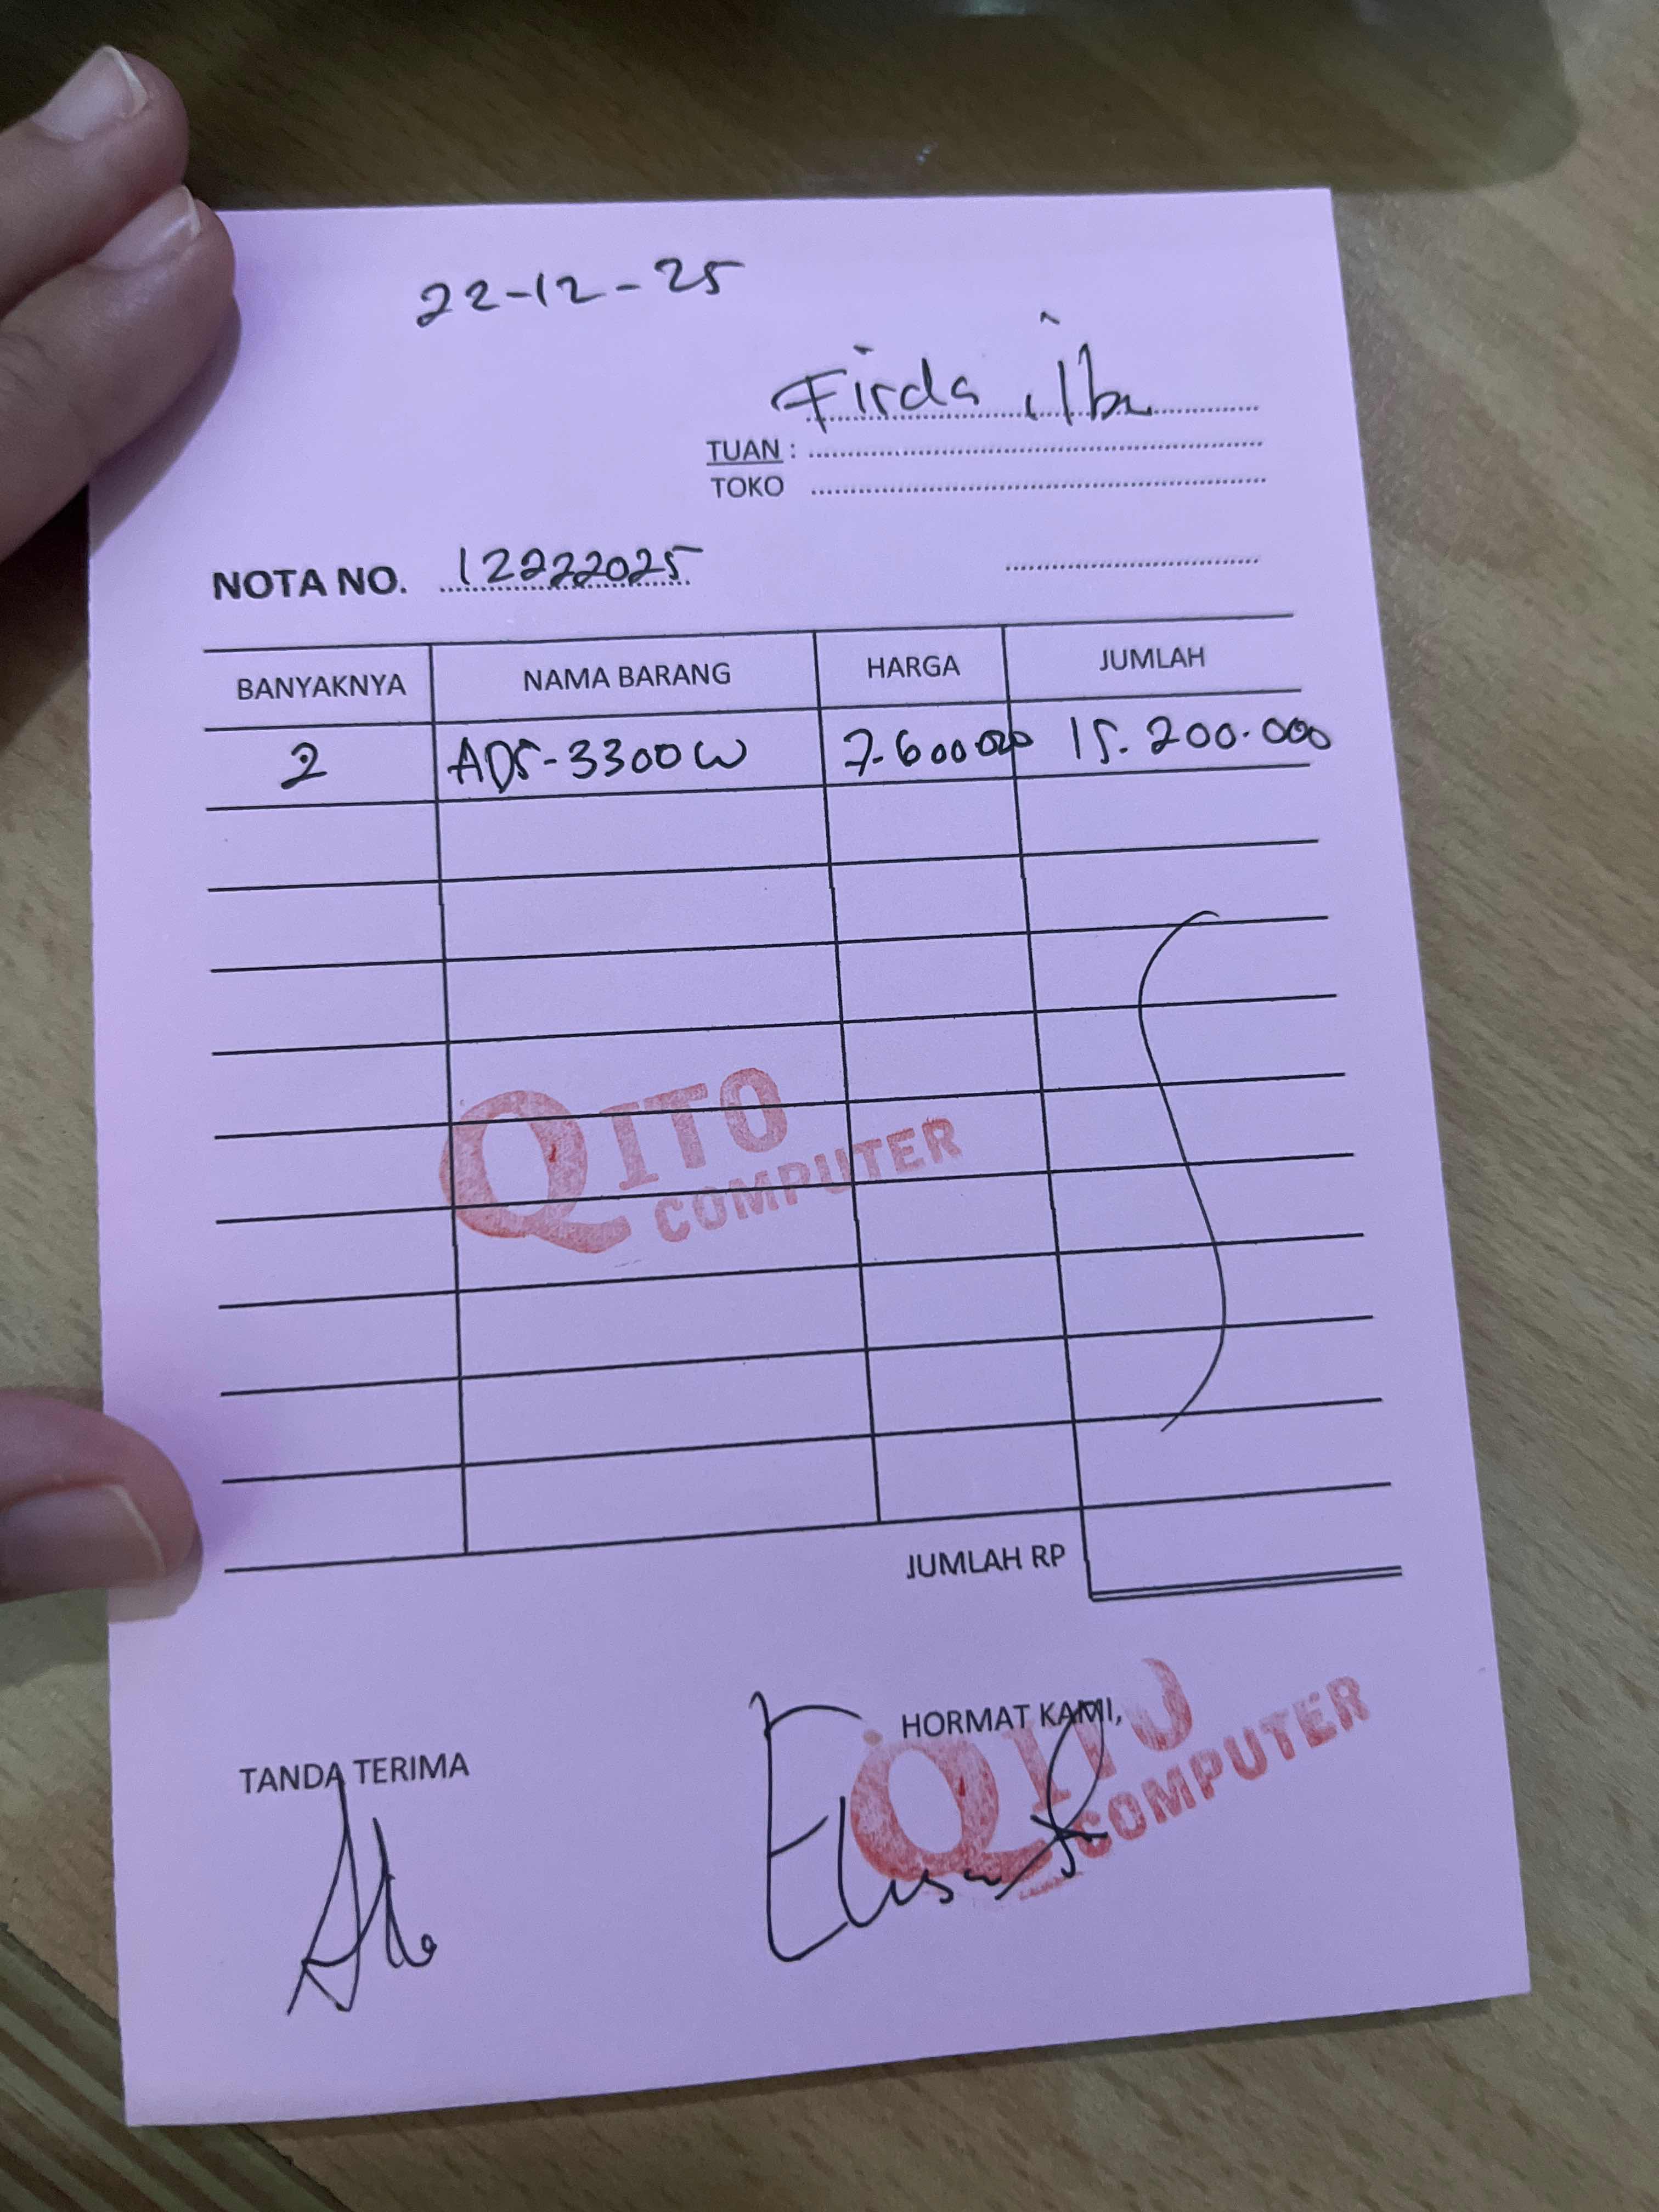 22-12-25
Firda, Ibu
TUAN :
TOKO
NOTA NO. 12222025
BANYAKNYA NAMA BARANG HARGA JUMLAH
2 ADS-3300W 7.600.000 15.200.000
QITO
COMPUTER
JUMLAH RP
TANDA TERIMA
HORMAT KAMI,
QITO
COMPUTER